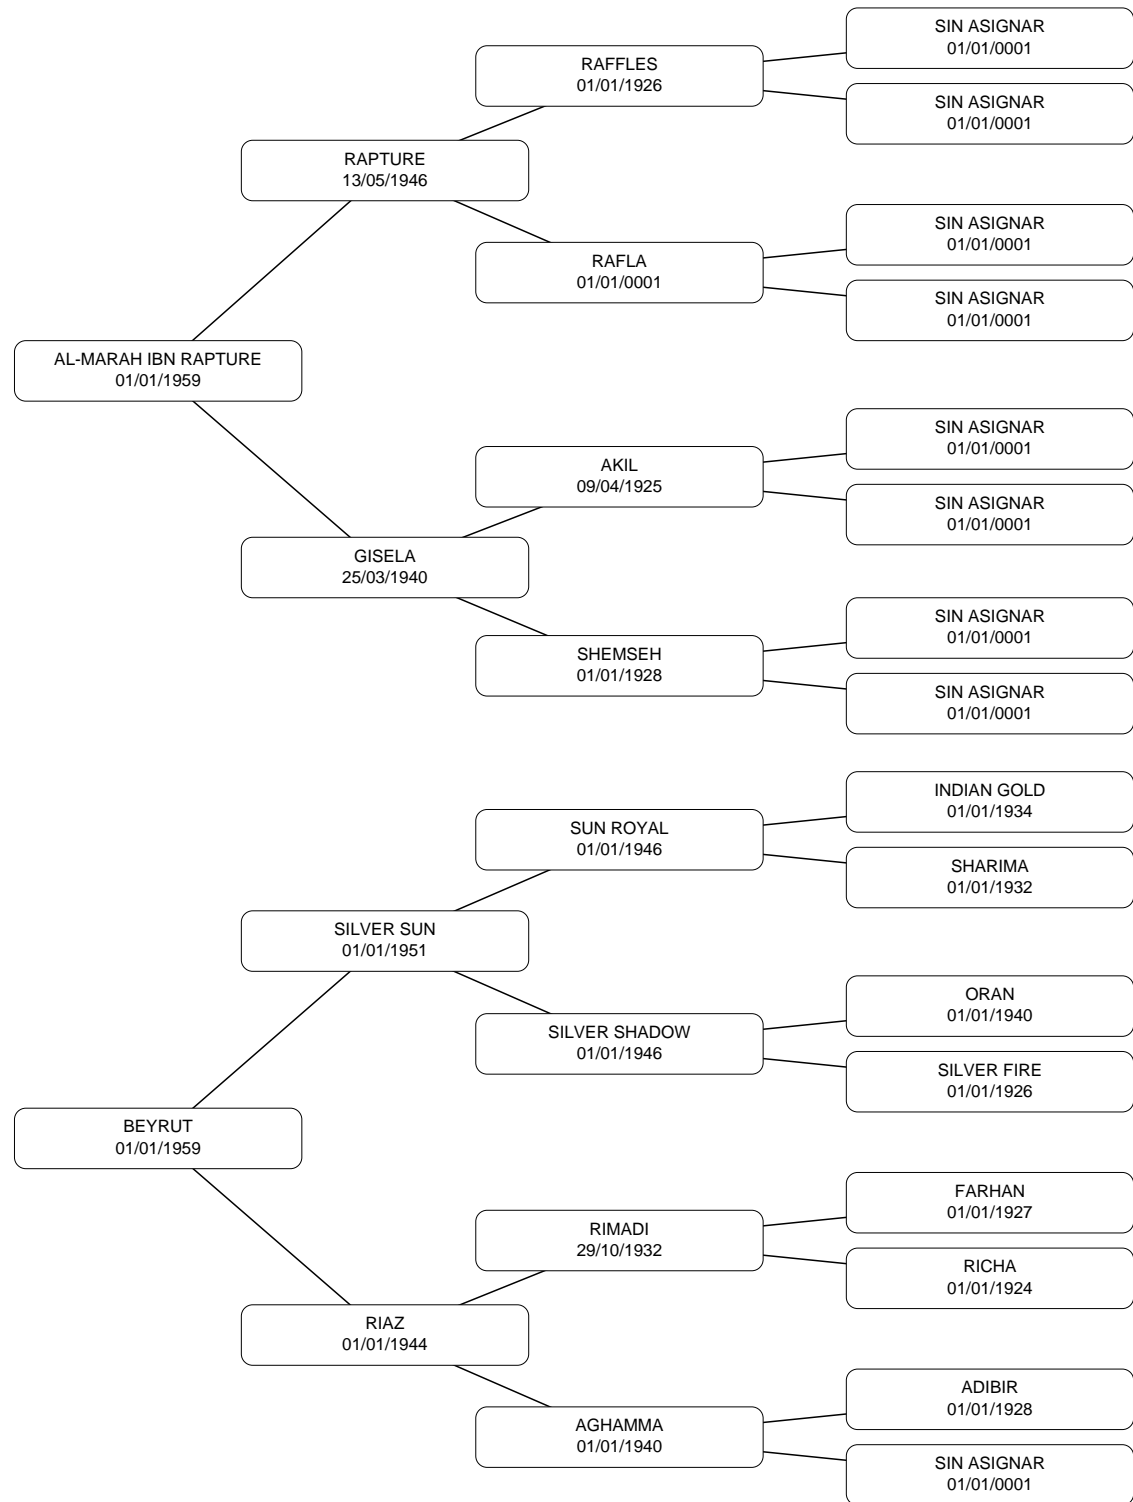 SIN ASIGNAR
01/01/0001
RAFFLES
01/01/1926
SIN ASIGNAR
01/01/0001
RAPTURE
13/05/1946
SIN ASIGNAR
01/01/0001
RAFLA
01/01/0001
SIN ASIGNAR
01/01/0001
AL-MARAH IBN RAPTURE
01/01/1959
SIN ASIGNAR
01/01/0001
AKIL
09/04/1925
SIN ASIGNAR
01/01/0001
GISELA
25/03/1940
SIN ASIGNAR
01/01/0001
SHEMSEH
01/01/1928
SIN ASIGNAR
01/01/0001
INDIAN GOLD
01/01/1934
SUN ROYAL
01/01/1946
SHARIMA
01/01/1932
SILVER SUN
01/01/1951
ORAN
01/01/1940
SILVER SHADOW
01/01/1946
SILVER FIRE
01/01/1926
BEYRUT
01/01/1959
FARHAN
01/01/1927
RIMADI
29/10/1932
RICHA
01/01/1924
RIAZ
01/01/1944
ADIBIR
01/01/1928
AGHAMMA
01/01/1940
SIN ASIGNAR
01/01/0001